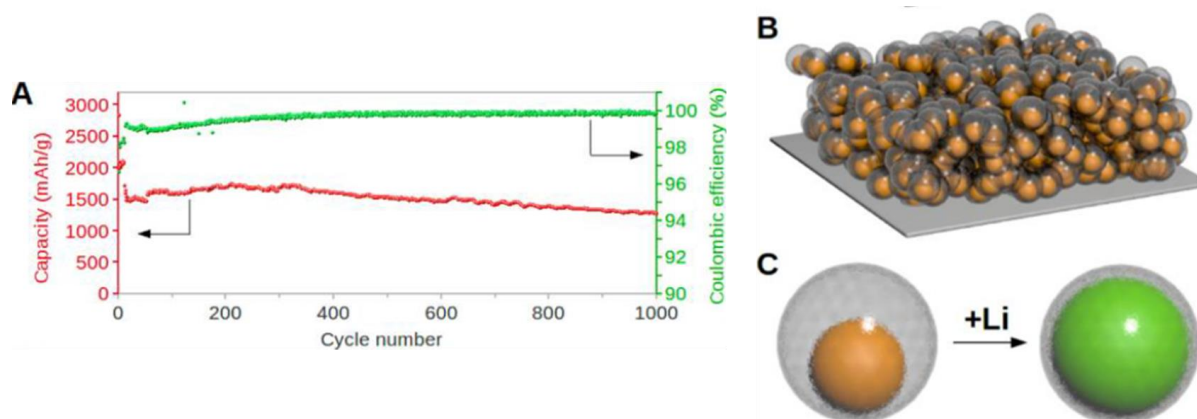 A
Capacity (mAh/g)
3000
2500
2000
1500
1000
500
0
0
200
400
600
800
1000
Cycle number
100
98
96
94
92
90
Coulombic efficiency (%)
B
C
+Li